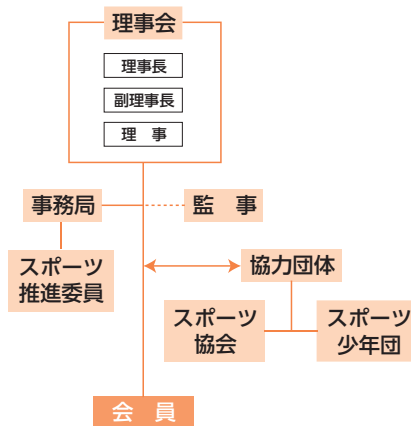 理事会
理事長
副理事長
理　事
事務局
監　事
スポーツ
推進委員
協力団体
スポーツ
協会
スポーツ
少年団
会　員